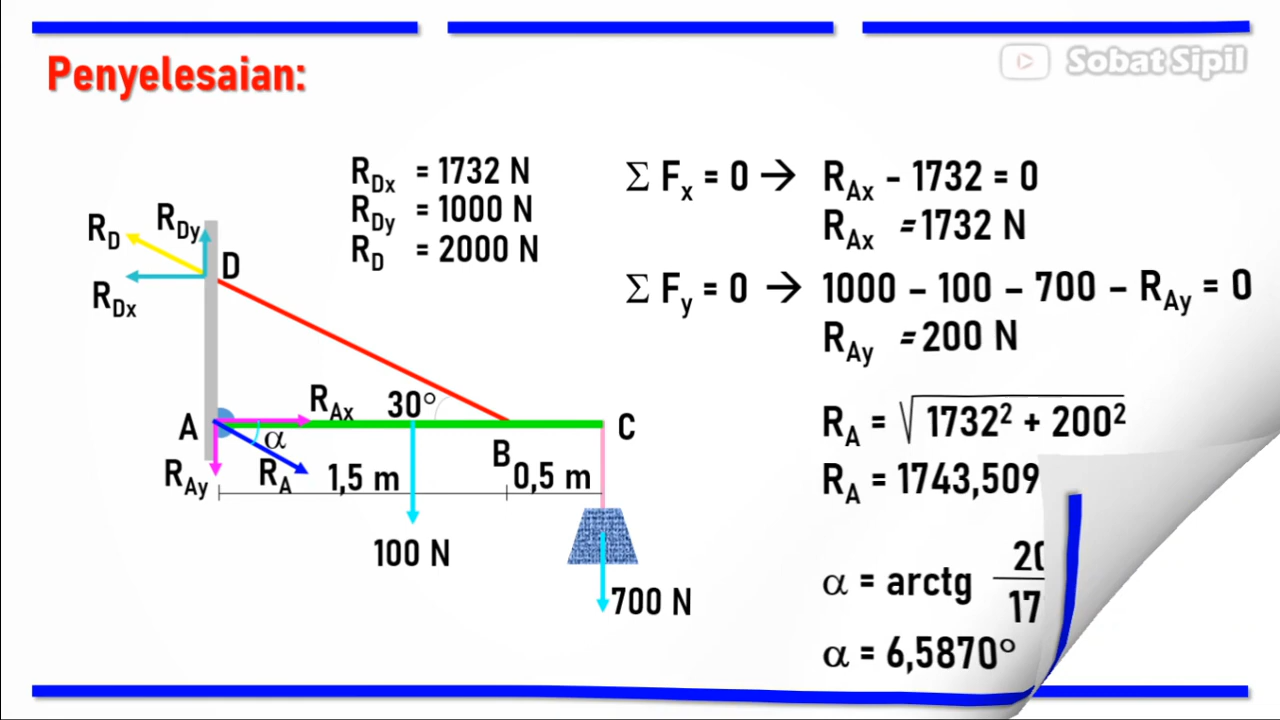 Sobat Sipil
Penyelesaian:
R_Dx = 1732 N
R_Dy = 1000 N
R_D = 2000 N
Σ F_x = 0 → R_Ax - 1732 = 0
R_Ax = 1732 N
Σ F_y = 0 → 1000 – 100 – 700 – R_Ay = 0
R_Ay = 200 N
R_A = √1732² + 200²
R_A = 1743,509
α = arctg
α = 6,5870°
R_D
R_Dy
D
R_Dx
R_Ax
30°
A
α
C
B
R_Ay
R_A
1,5 m
0,5 m
100 N
700 N